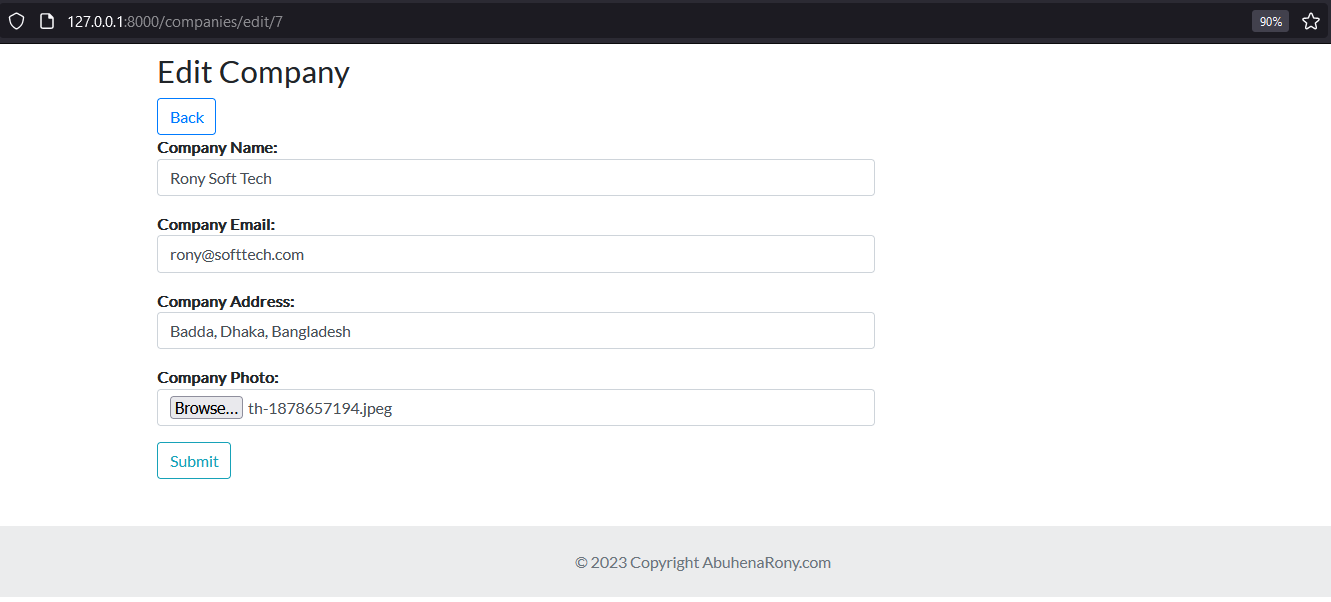 127.0.0.1:8000/companies/edit/7 90%
Edit Company
Back
Company Name:
Rony Soft Tech
Company Email:
rony@softtech.com
Company Address:
Badda, Dhaka, Bangladesh
Company Photo:
Browse... th-1878657194.jpeg
Submit
© 2023 Copyright AbuhenaRony.com